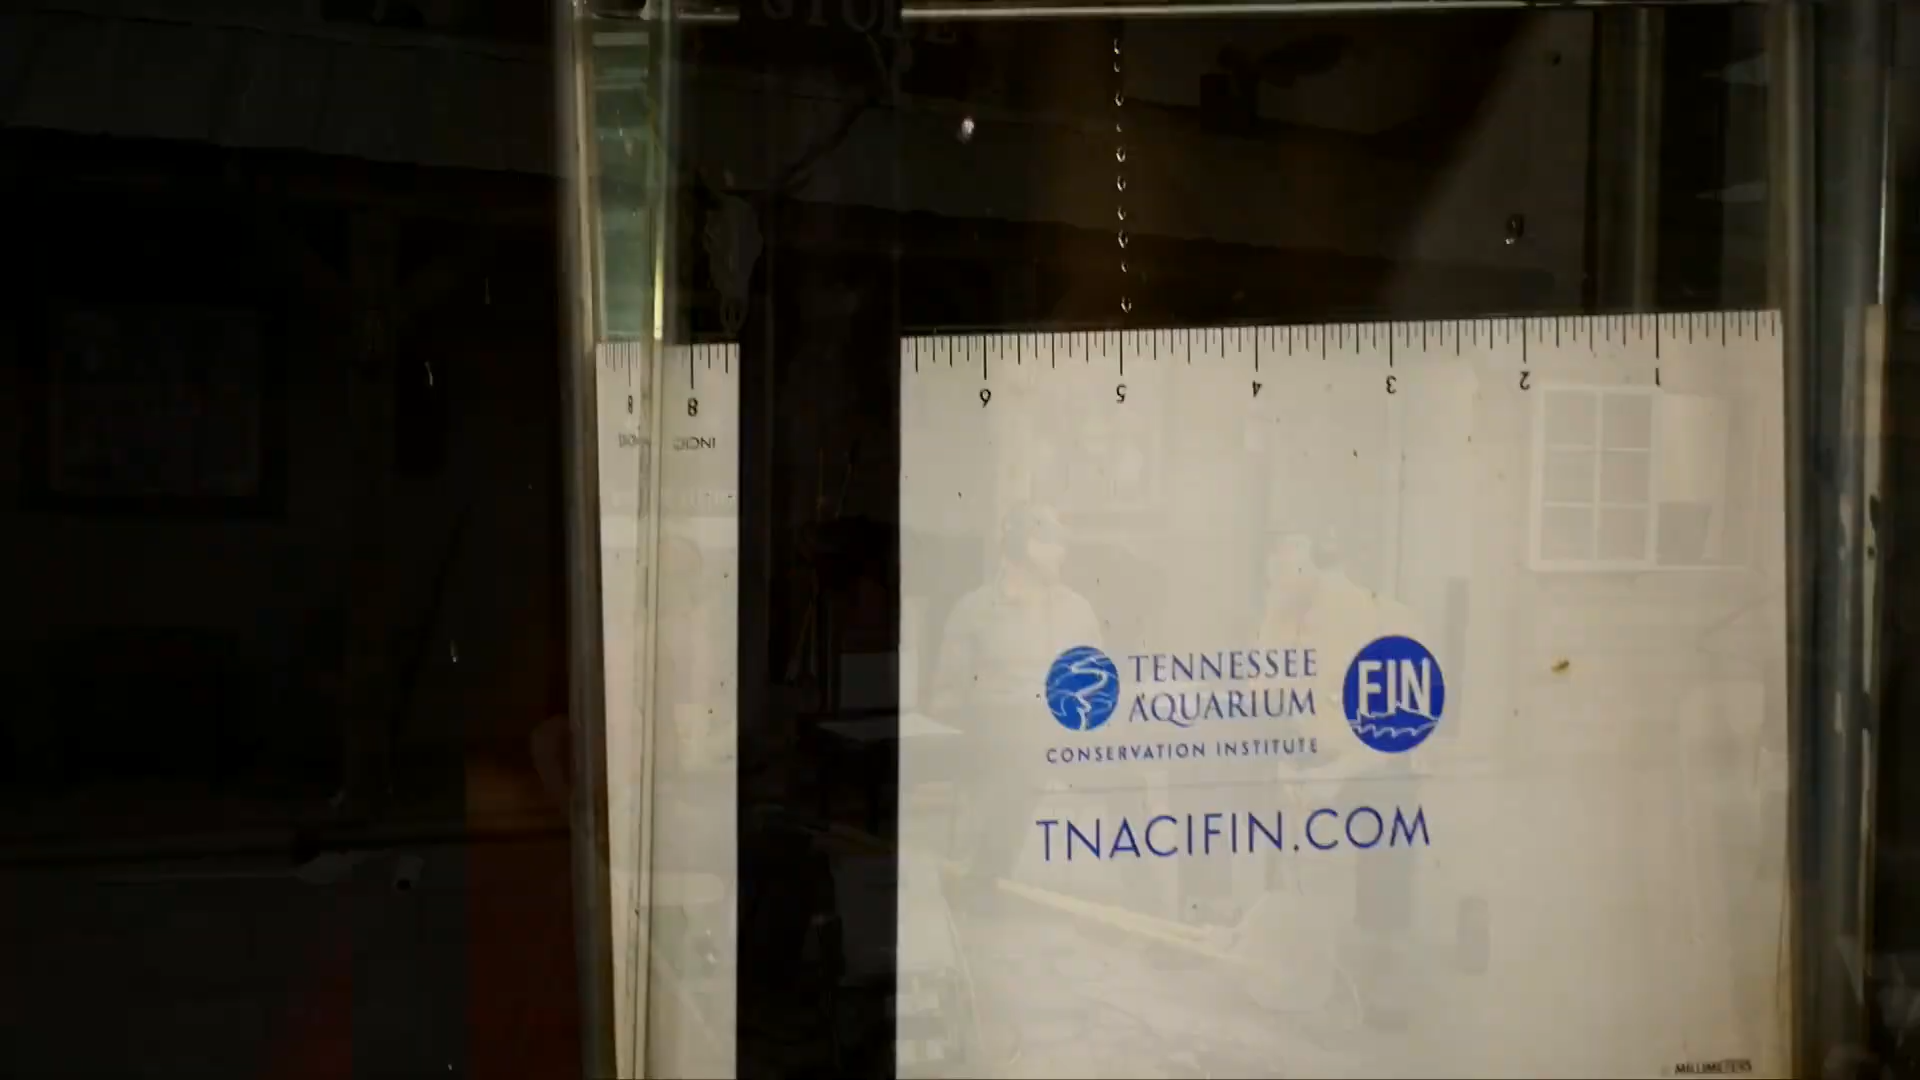 8 8 6 5 4 3 2 1
TENNESSEE
AQUARIUM
CONSERVATION INSTITUTE
FIN
TNACIFIN.COM
MILLIMETERS